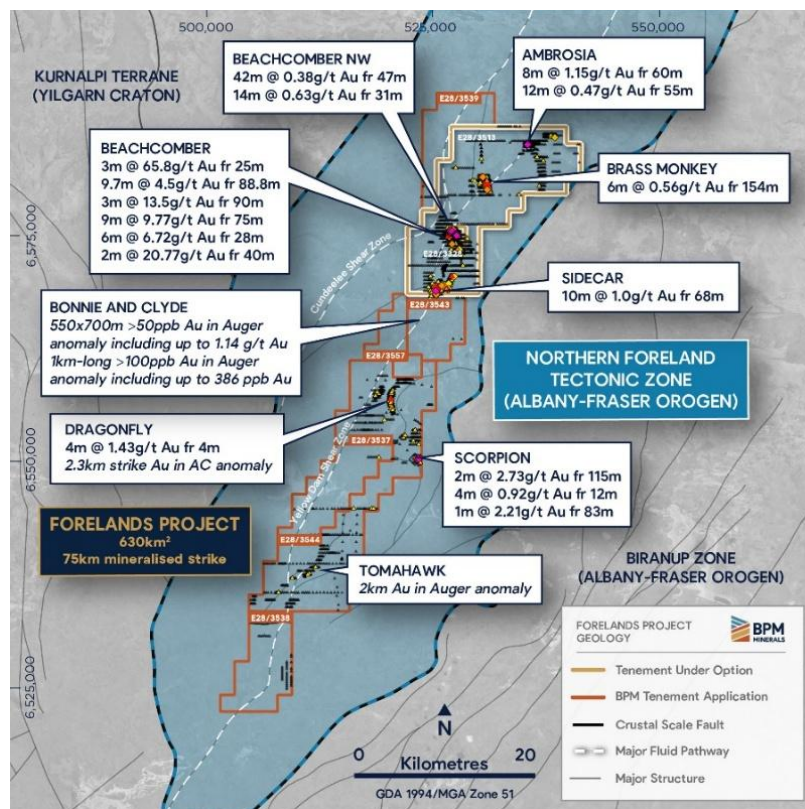 500,000
525,000
550,000
KURNALPI TERRANE
(YILGARN CRATON)
BEACHCOMBER NW
42m @ 0.38g/t Au fr 47m
14m @ 0.63g/t Au fr 31m
AMBROSIA
8m @ 1.15g/t Au fr 60m
12m @ 0.47g/t Au fr 55m
E28/3539
E28/3513
BEACHCOMBER
3m @ 65.8g/t Au fr 25m
9.7m @ 4.5g/t Au fr 88.8m
3m @ 13.5g/t Au fr 90m
9m @ 9.77g/t Au fr 75m
6m @ 6.72g/t Au fr 28m
2m @ 20.77g/t Au fr 40m
BRASS MONKEY
6m @ 0.56g/t Au fr 154m
6,575,000
Cundeelee Shear Zone
SIDECAR
10m @ 1.0g/t Au fr 68m
E28/3543
BONNIE AND CLYDE
550x700m >50ppb Au in Auger
anomaly including up to 1.14 g/t Au
1km-long >100ppb Au in Auger
anomaly including up to 386 ppb Au
E28/3557
NORTHERN FORELAND
TECTONIC ZONE
(ALBANY-FRASER OROGEN)
DRAGONFLY
4m @ 1.43g/t Au fr 4m
2.3km strike Au in AC anomaly
E28/3537
6,550,000
Yellow Dam Shear Zone
SCORPION
2m @ 2.73g/t Au fr 115m
4m @ 0.92g/t Au fr 12m
1m @ 2.21g/t Au fr 83m
FORELANDS PROJECT
630km²
75km mineralised strike
E28/3544
TOMAHAWK
2km Au in Auger anomaly
BIRANUP ZONE
(ALBANY-FRASER OROGEN)
E28/3538
6,525,000
FORELANDS PROJECT
GEOLOGY
BPM
MINERALS
Tenement Under Option
BPM Tenement Application
Crustal Scale Fault
Major Fluid Pathway
Major Structure
N
0
20
Kilometres
GDA 1994/MGA Zone 51